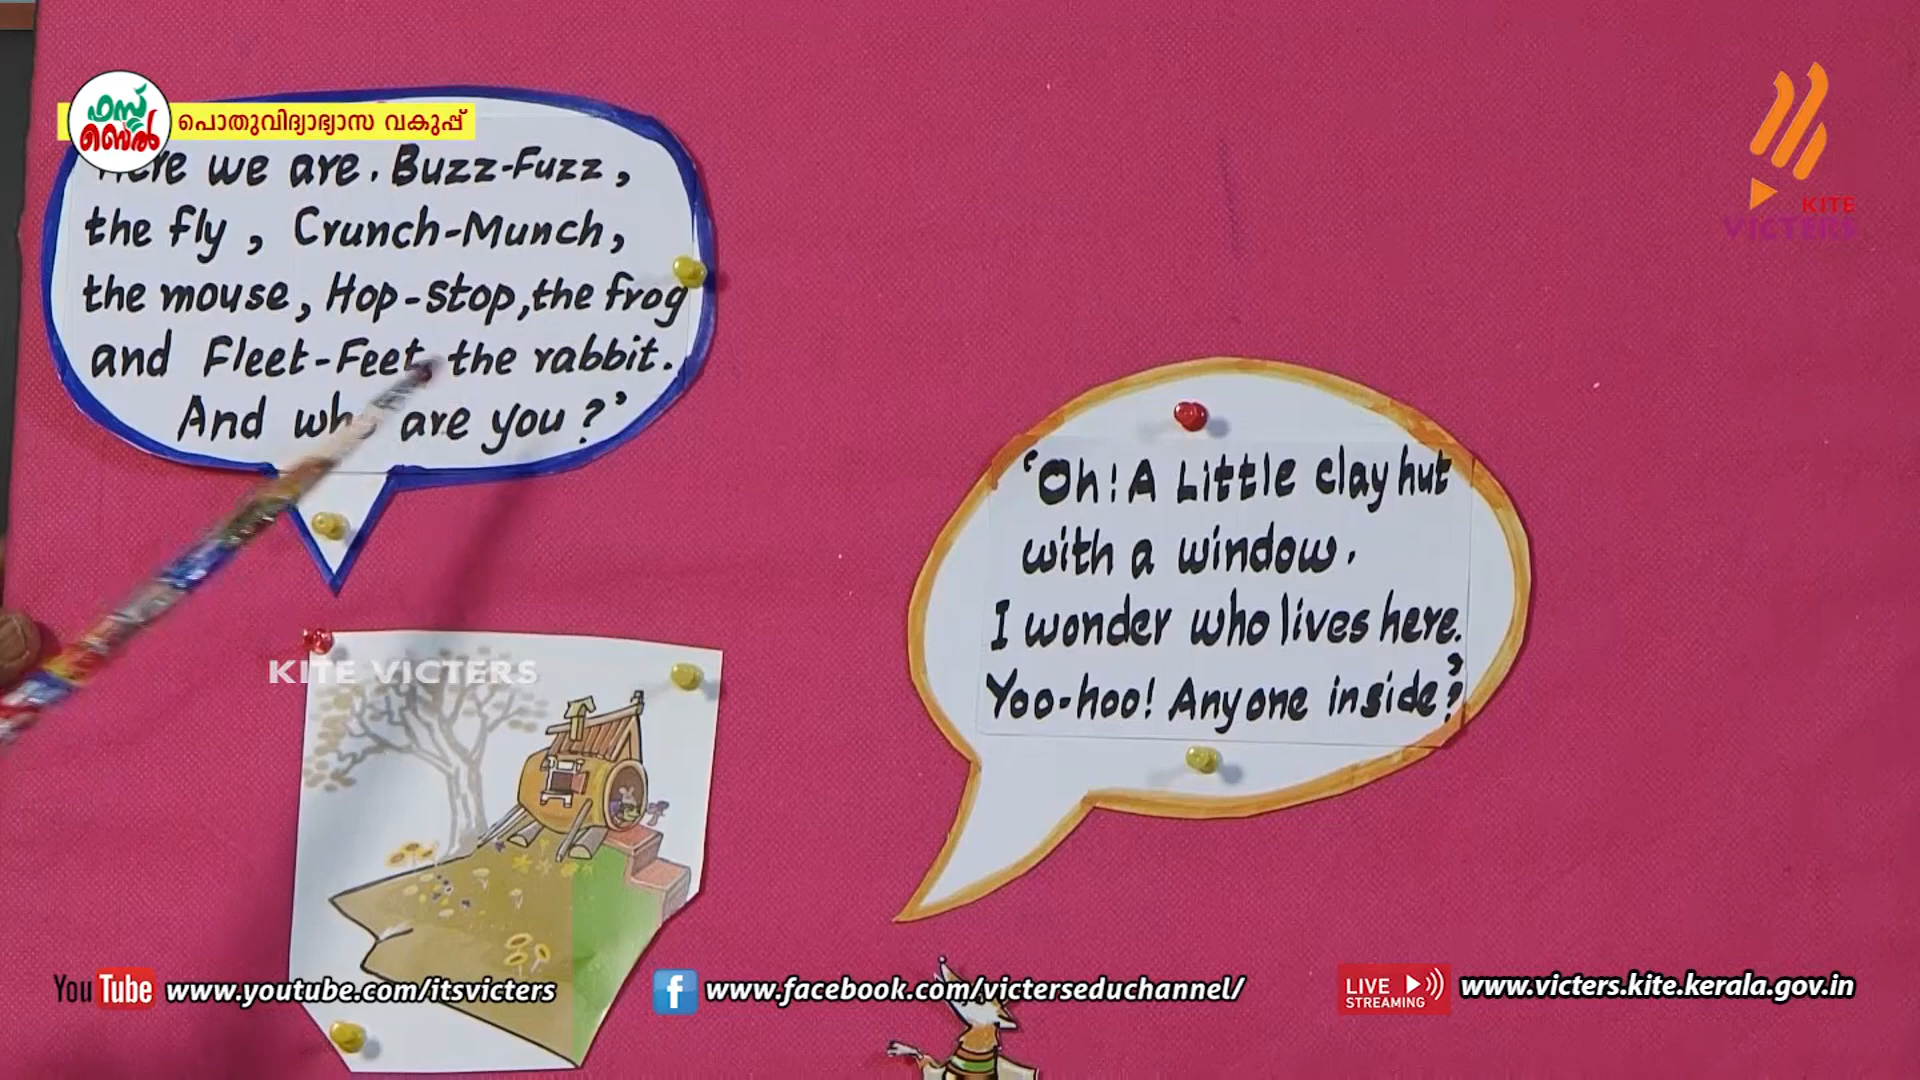 ഫസ്റ്റ്
ബെൽ
പൊതുവിദ്യാഭ്യാസ വകുപ്പ്
Here we are. Buzz-Fuzz,
the fly, Crunch-Munch,
the mouse, Hop-stop, the frog
and Fleet-Feet, the rabbit.
And who are you?’
KITE
VICTERS
‘Oh! A Little clay hut
with a window.
I wonder who lives here.
Yoo-hoo! Anyone inside?’
KITE VICTERS
YouTube www.youtube.com/itsvicters
f www.facebook.com/victerseduchannel/
LIVE
STREAMING
www.victers.kite.kerala.gov.in